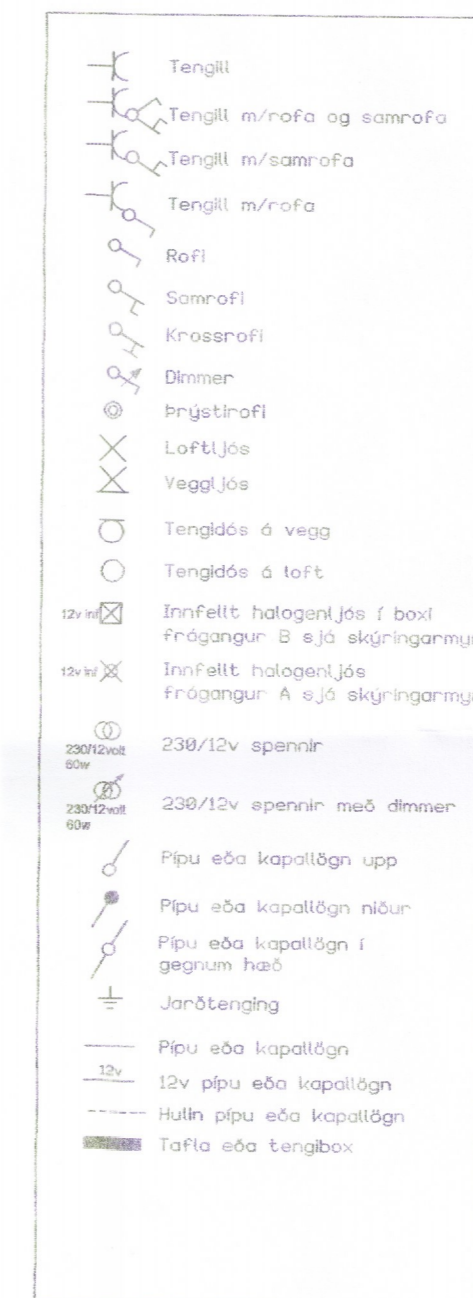 Tengill
Tengill m/rofa og samrofa
Tengill m/samrofa
Tengill m/rofa
Rofi
Samrofi
Krossrofi
Dimmer
Þrýstirofi
Loftljós
Veggljós
Tengidós á vegg
Tengidós á loft
12v inf Innfellt halogenljós í boxi
frágangur B sjá skýringarmy
12v inf Innfellt halogenljós
frágangur A sjá skýringarmy
230/12volt 230/12v spennir
60w
230/12volt 230/12v spennir með dimmer
60w
Pípu eða kapallögn upp
Pípu eða kapallögn niður
Pípu eða kapallögn í
gegnum hæð
Jarðtenging
Pípu eða kapallögn
12v 12v pípu eða kapallögn
Hulin pípu eða kapallögn
Tafla eða tengibox